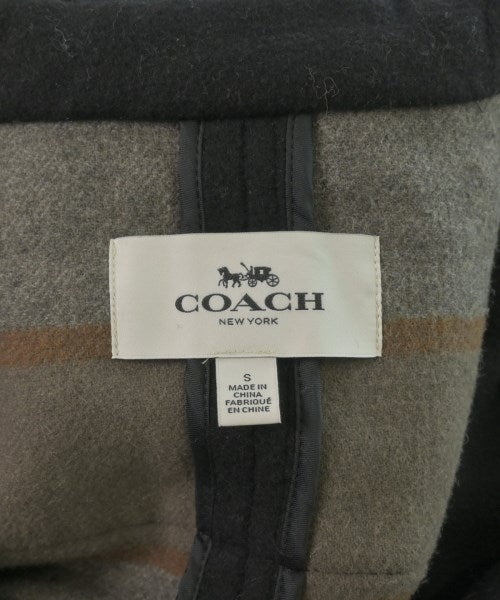 COACH
NEW YORK
S
MADE IN
CHINA
FABRIQUÉ
EN CHINE